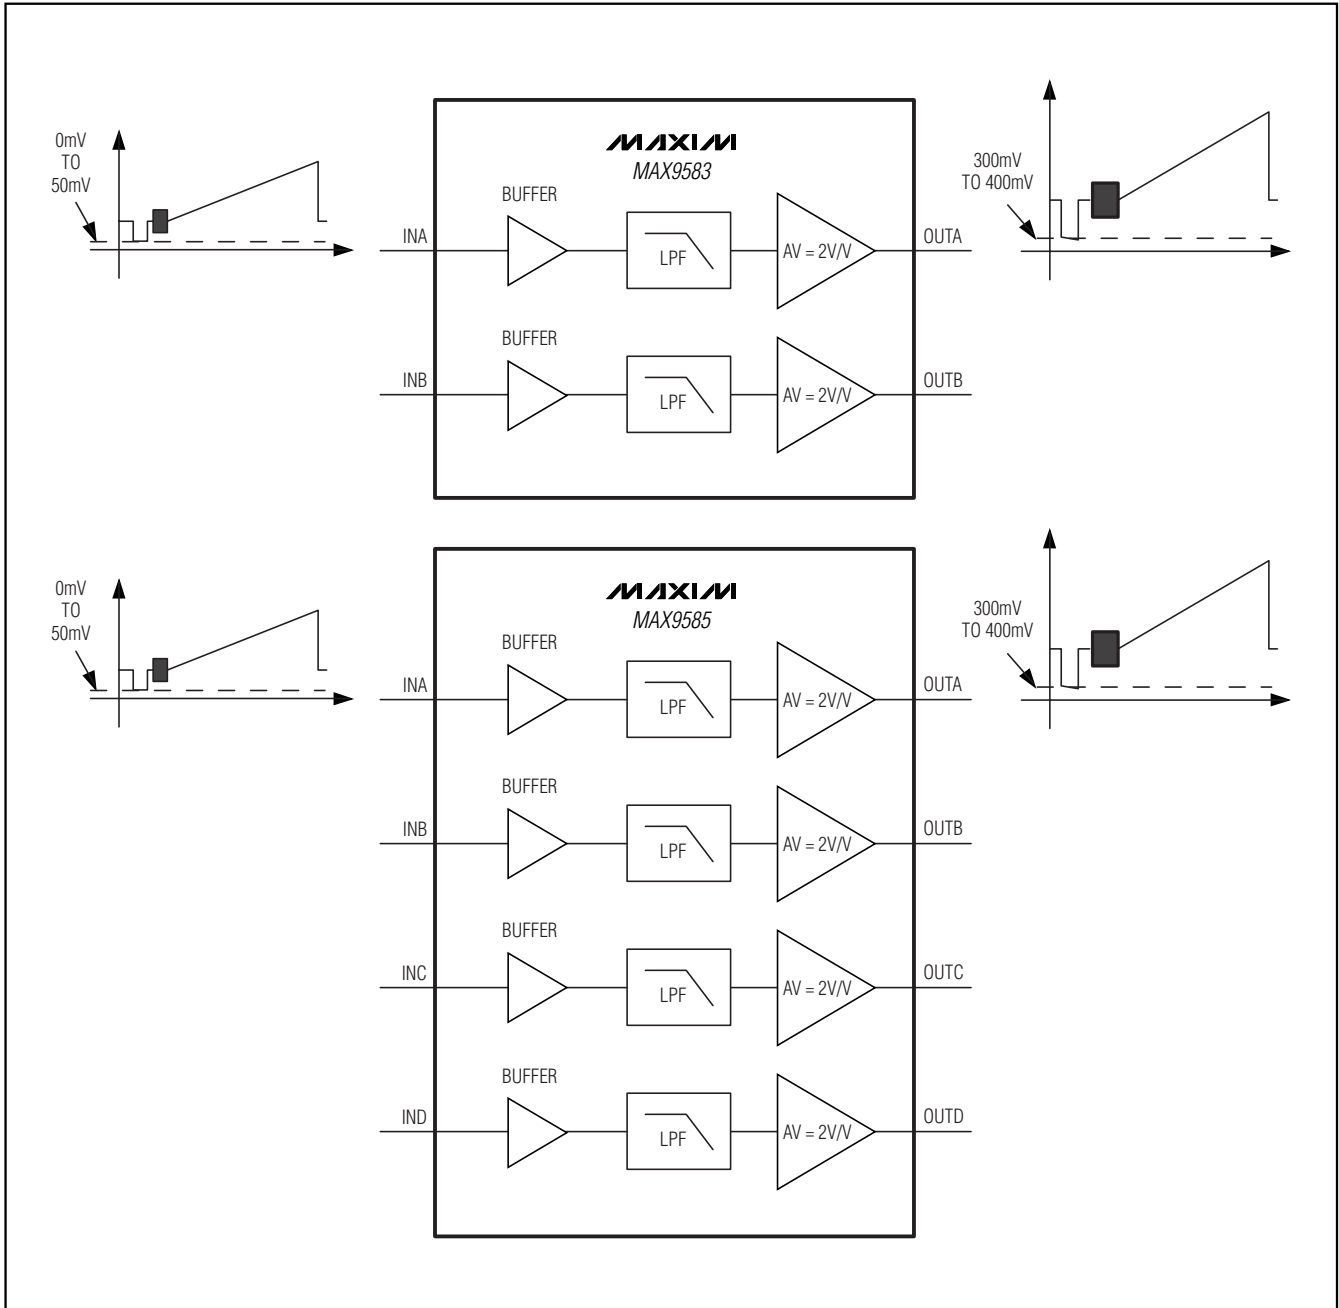 0mV
TO
50mV
300mV
TO 400mV
MAXIM
MAX9583
BUFFER
INA
LPF
AV = 2V/V
OUTA
BUFFER
INB
LPF
AV = 2V/V
OUTB
0mV
TO
50mV
300mV
TO 400mV
MAXIM
MAX9585
BUFFER
INA
LPF
AV = 2V/V
OUTA
BUFFER
INB
LPF
AV = 2V/V
OUTB
BUFFER
INC
LPF
AV = 2V/V
OUTC
BUFFER
IND
LPF
AV = 2V/V
OUTD